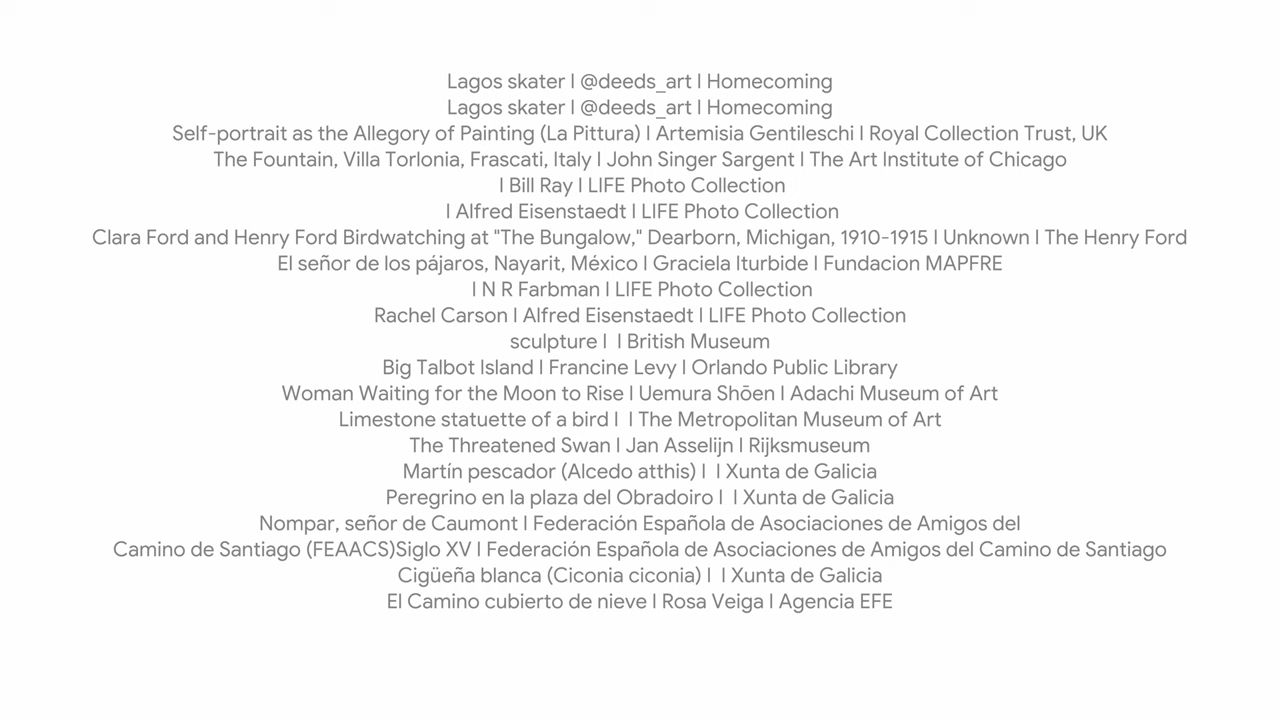 Lagos skater | @deeds_art | Homecoming
Lagos skater | @deeds_art | Homecoming
Self-portrait as the Allegory of Painting (La Pittura) | Artemisia Gentileschi | Royal Collection Trust, UK
The Fountain, Villa Torlonia, Frascati, Italy | John Singer Sargent | The Art Institute of Chicago
| Bill Ray | LIFE Photo Collection
| Alfred Eisenstaedt | LIFE Photo Collection
Clara Ford and Henry Ford Birdwatching at "The Bungalow," Dearborn, Michigan, 1910-1915 | Unknown | The Henry Ford
El señor de los pájaros, Nayarit, México | Graciela Iturbide | Fundacion MAPFRE
| N R Farbman | LIFE Photo Collection
Rachel Carson | Alfred Eisenstaedt | LIFE Photo Collection
sculpture | | British Museum
Big Talbot Island | Francine Levy | Orlando Public Library
Woman Waiting for the Moon to Rise | Uemura Shōen | Adachi Museum of Art
Limestone statuette of a bird | | The Metropolitan Museum of Art
The Threatened Swan | Jan Asselijn | Rijksmuseum
Martín pescador (Alcedo atthis) | | Xunta de Galicia
Peregrino en la plaza del Obradoiro | | Xunta de Galicia
Nompar, señor de Caumont | Federación Española de Asociaciones de Amigos del
Camino de Santiago (FEAACS)Siglo XV | Federación Española de Asociaciones de Amigos del Camino de Santiago
Cigüeña blanca (Ciconia ciconia) | | Xunta de Galicia
El Camino cubierto de nieve | Rosa Veiga | Agencia EFE